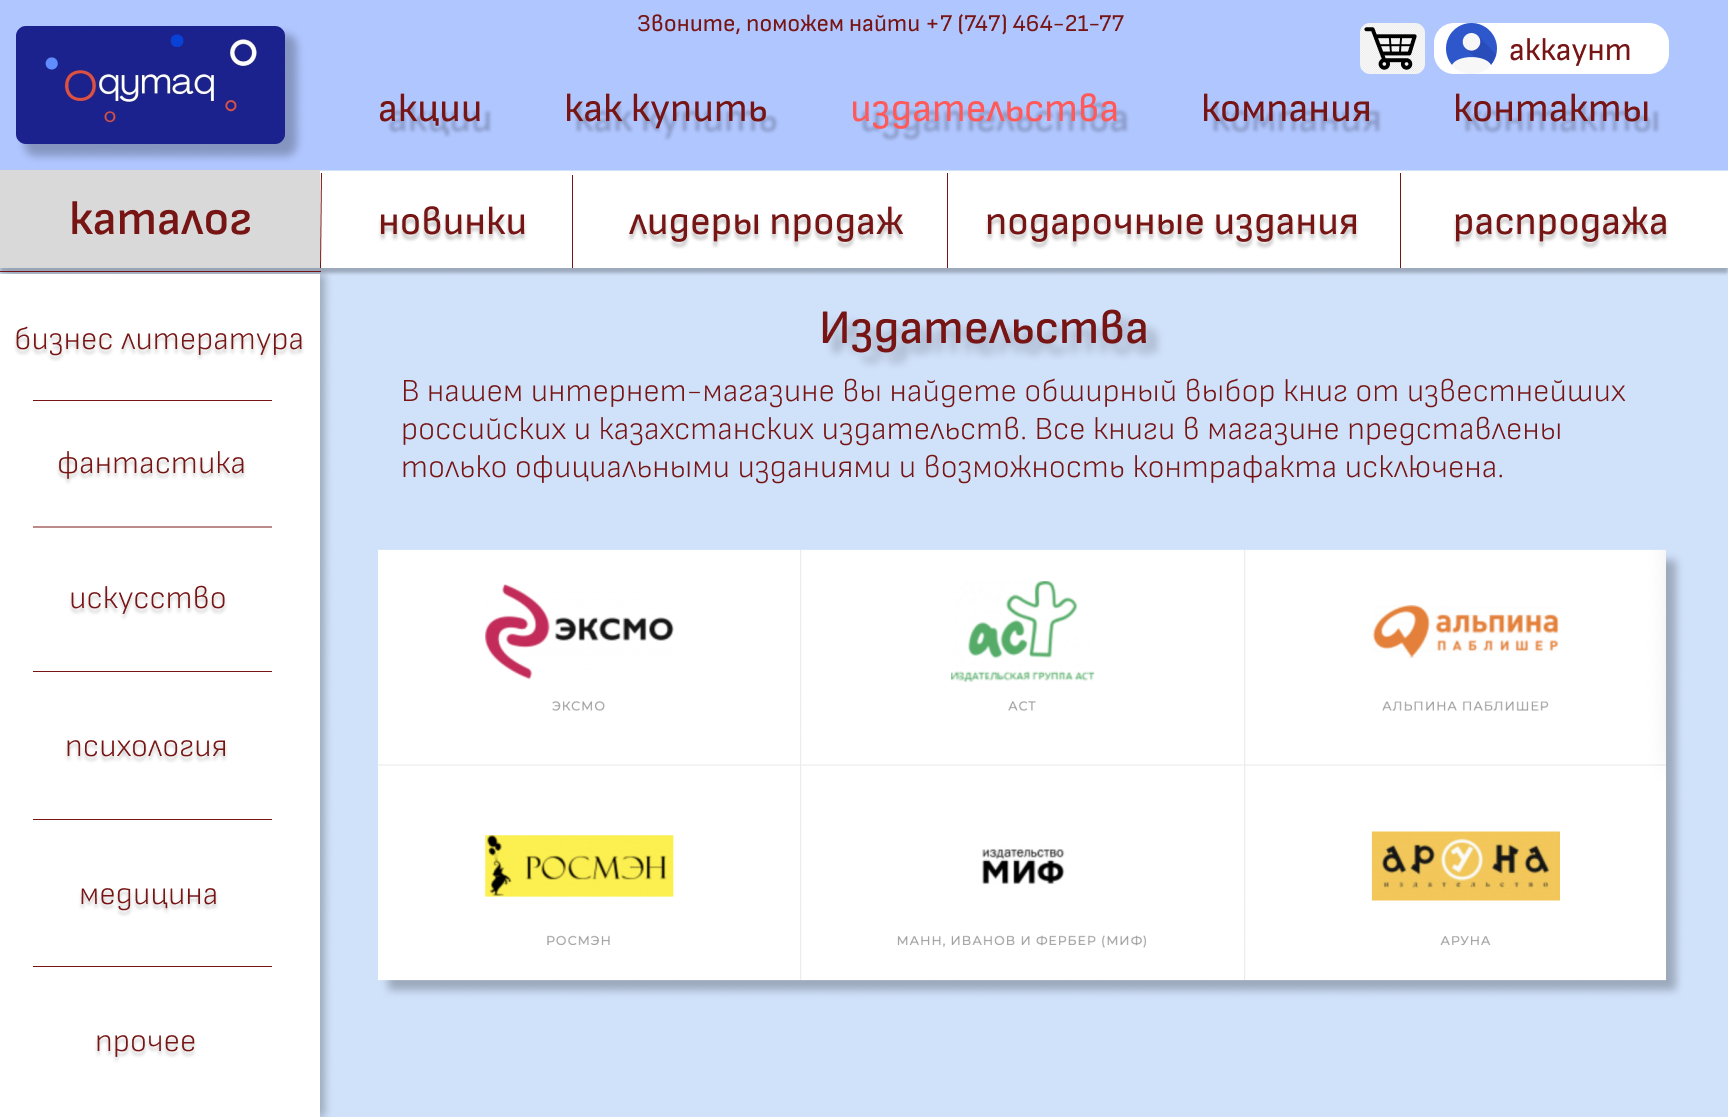 Звоните, поможем найти +7 (747) 464-21-77
Oqymaq
аккаунт
акции
как купить
издательства
компания
контакты
каталог
новинки
лидеры продаж
подарочные издания
распродажа
бизнес литература
фантастика
искусство
психология
медицина
прочее
Издательства
В нашем интернет-магазине вы найдете обширный выбор книг от известнейших
российских и казахстанских издательств. Все книги в магазине представлены
только официальными изданиями и возможность контрафакта исключена.
эксмо
ЭКСМО
аст
ИЗДАТЕЛЬСКАЯ ГРУППА АСТ
АСТ
альпина
ПАБЛИШЕР
АЛЬПИНА ПАБЛИШЕР
РОСМЭН
РОСМЭН
издательство
МИФ
МАНН, ИВАНОВ И ФЕРБЕР (МИФ)
АРУНА
издательство
АРУНА